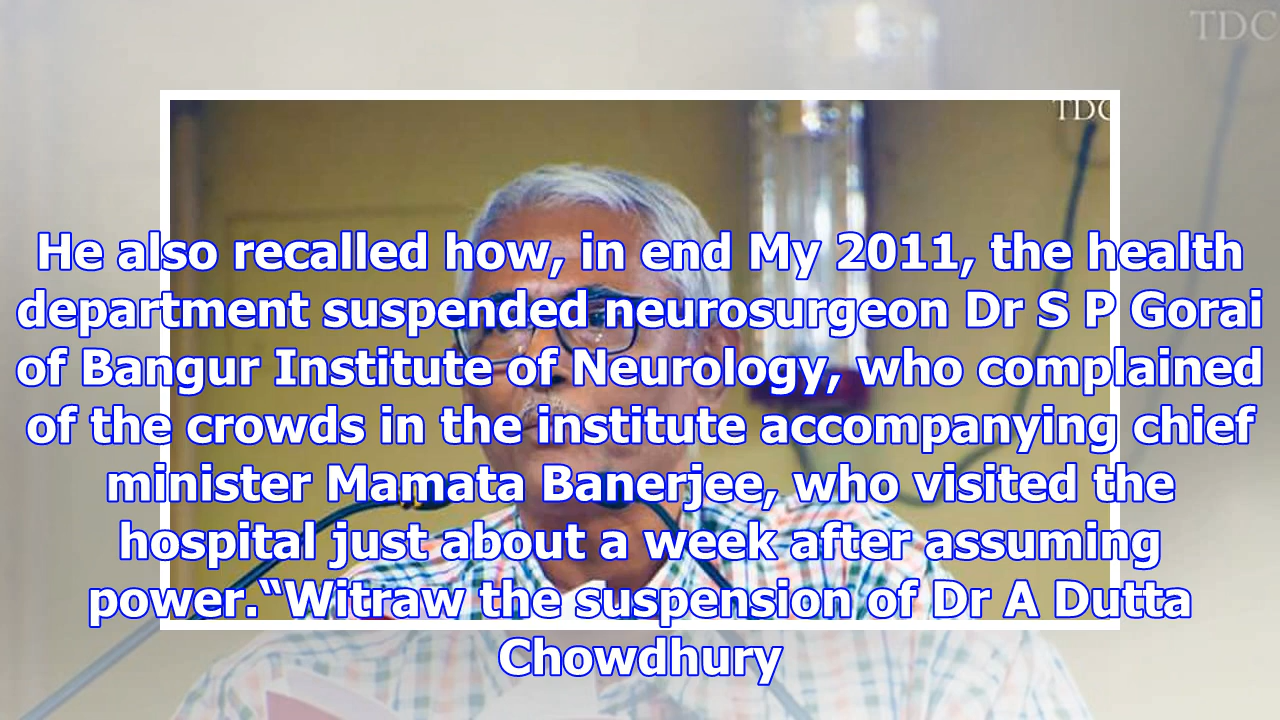 TDC
TDC
He also recalled how, in end My 2011, the health
department suspended neurosurgeon Dr S P Gorai
of Bangur Institute of Neurology, who complained
of the crowds in the institute accompanying chief
minister Mamata Banerjee, who visited the
hospital just about a week after assuming
power.“Witraw the suspension of Dr A Dutta
Chowdhury